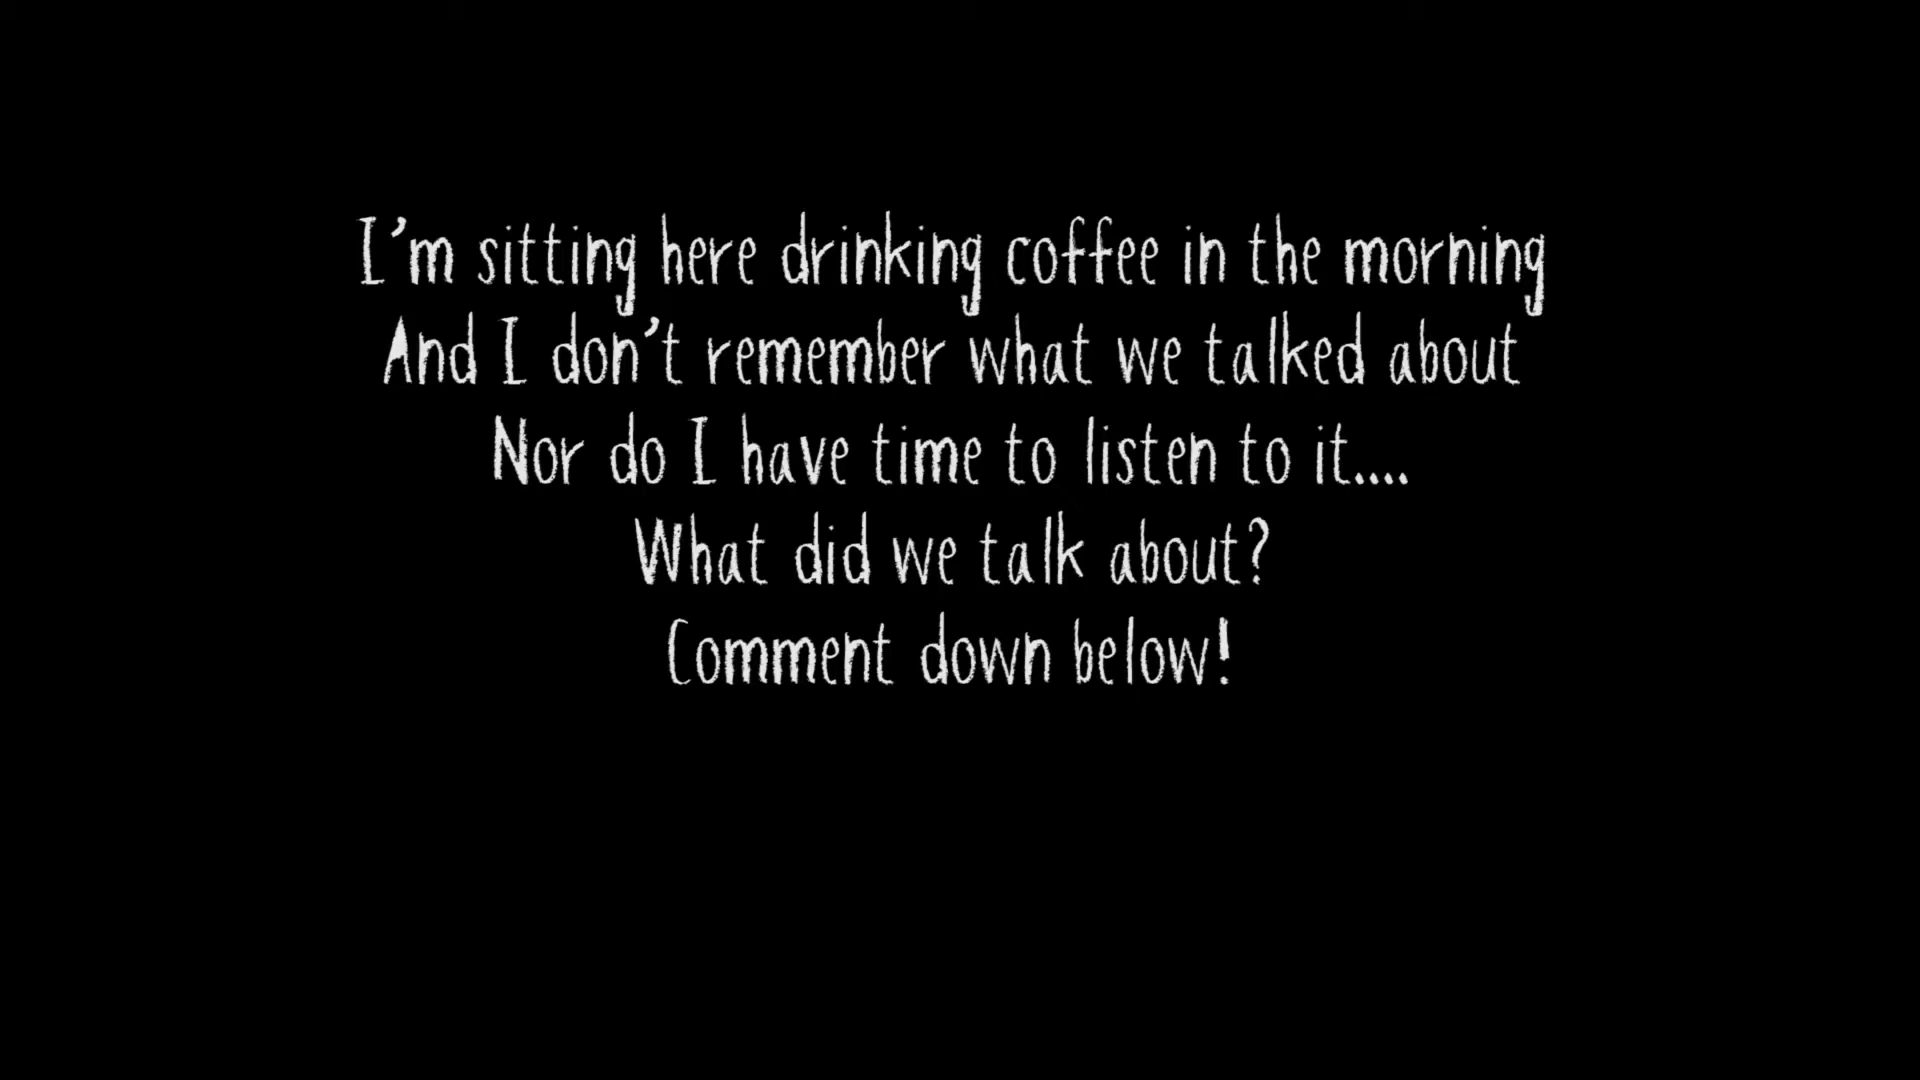 I'm sitting here drinking coffee in the morning
And I don't remember what we talked about
Nor do I have time to listen to it....
What did we talk about?
Comment down below!